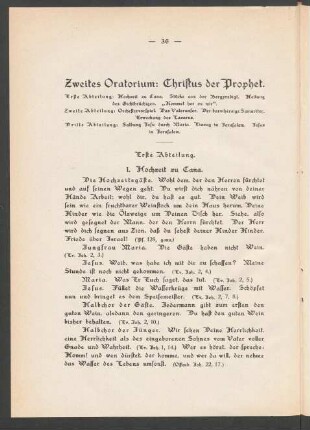 — 36 —
Zweites Oratorium: Christus der Prophet.
Erste Abteilung: Hochzeit zu Cana. Stücke aus der Bergpredigt. Heilung
des Gichtbrüchigen. „Kommet her zu mir“.
Zweite Abteilung: Orchestervorspiel. Das Vaterunser. Der barmherzige Samariter.
Erweckung des Lazarus.
Dritte Abteilung: Salbung Jesu durch Maria. Einzug in Jerusalem. Jesus
in Jerusalem.
Erste Abteilung.
1. Hochzeit zu Cana.
Die Hochzeitsgäste. Wohl dem, der den Herren fürchtet
und auf seinen Wegen geht. Du wirst dich nähren von deiner
Hände Arbeit; wohl dir, du hast es gut. Dein Weib wird
sein wie ein fruchtbarer Weinstock um dein Haus herum. Deine
Kinder wie die Ölzweige um Deinen Tisch her. Siehe, also
wird gesegnet der Mann, der den Herrn fürchtet. Der Herr
wird dich segnen aus Zion, daß du sehest deiner Kinder Kinder.
Friede über Israel! (Ps. 128, ganz.)
Jungfrau Maria. Die Gäste haben nicht Wein.
(Ev. Joh. 2, 3.)
Jesus. Weib, was habe ich mit dir zu schaffen? Meine
Stunde ist noch nicht gekommen. (Ev. Joh. 2, 4.)
Maria. Was Er Euch saget, das tut. (Ev. Joh. 2, 5.)
Jesus. Füllet die Wasserkrüge mit Wasser. Schöpfet
nun und bringet es dem Speisemeister. (Ev. Joh. 2, 7, 8.)
Halbchor der Gäste. Jedermann gibt zum ersten den
guten Wein, alsdann den geringeren. Du hast den guten Wein
bisher behalten. (Ev. Joh. 2, 10.)
Halbchor der Jünger. Wir sehen Deine Herrlichkeit,
eine Herrlichkeit als des eingeborenen Sohnes vom Vater voller
Gnade und Wahrheit. (Ev. Joh. 1, 14.) Wer es höret, der spreche:
Komm! und wen dürstet, der komme, und wer da will, der nehme
das Wasser des Lebens umsonst. (Offenb. Joh. 22, 17.)